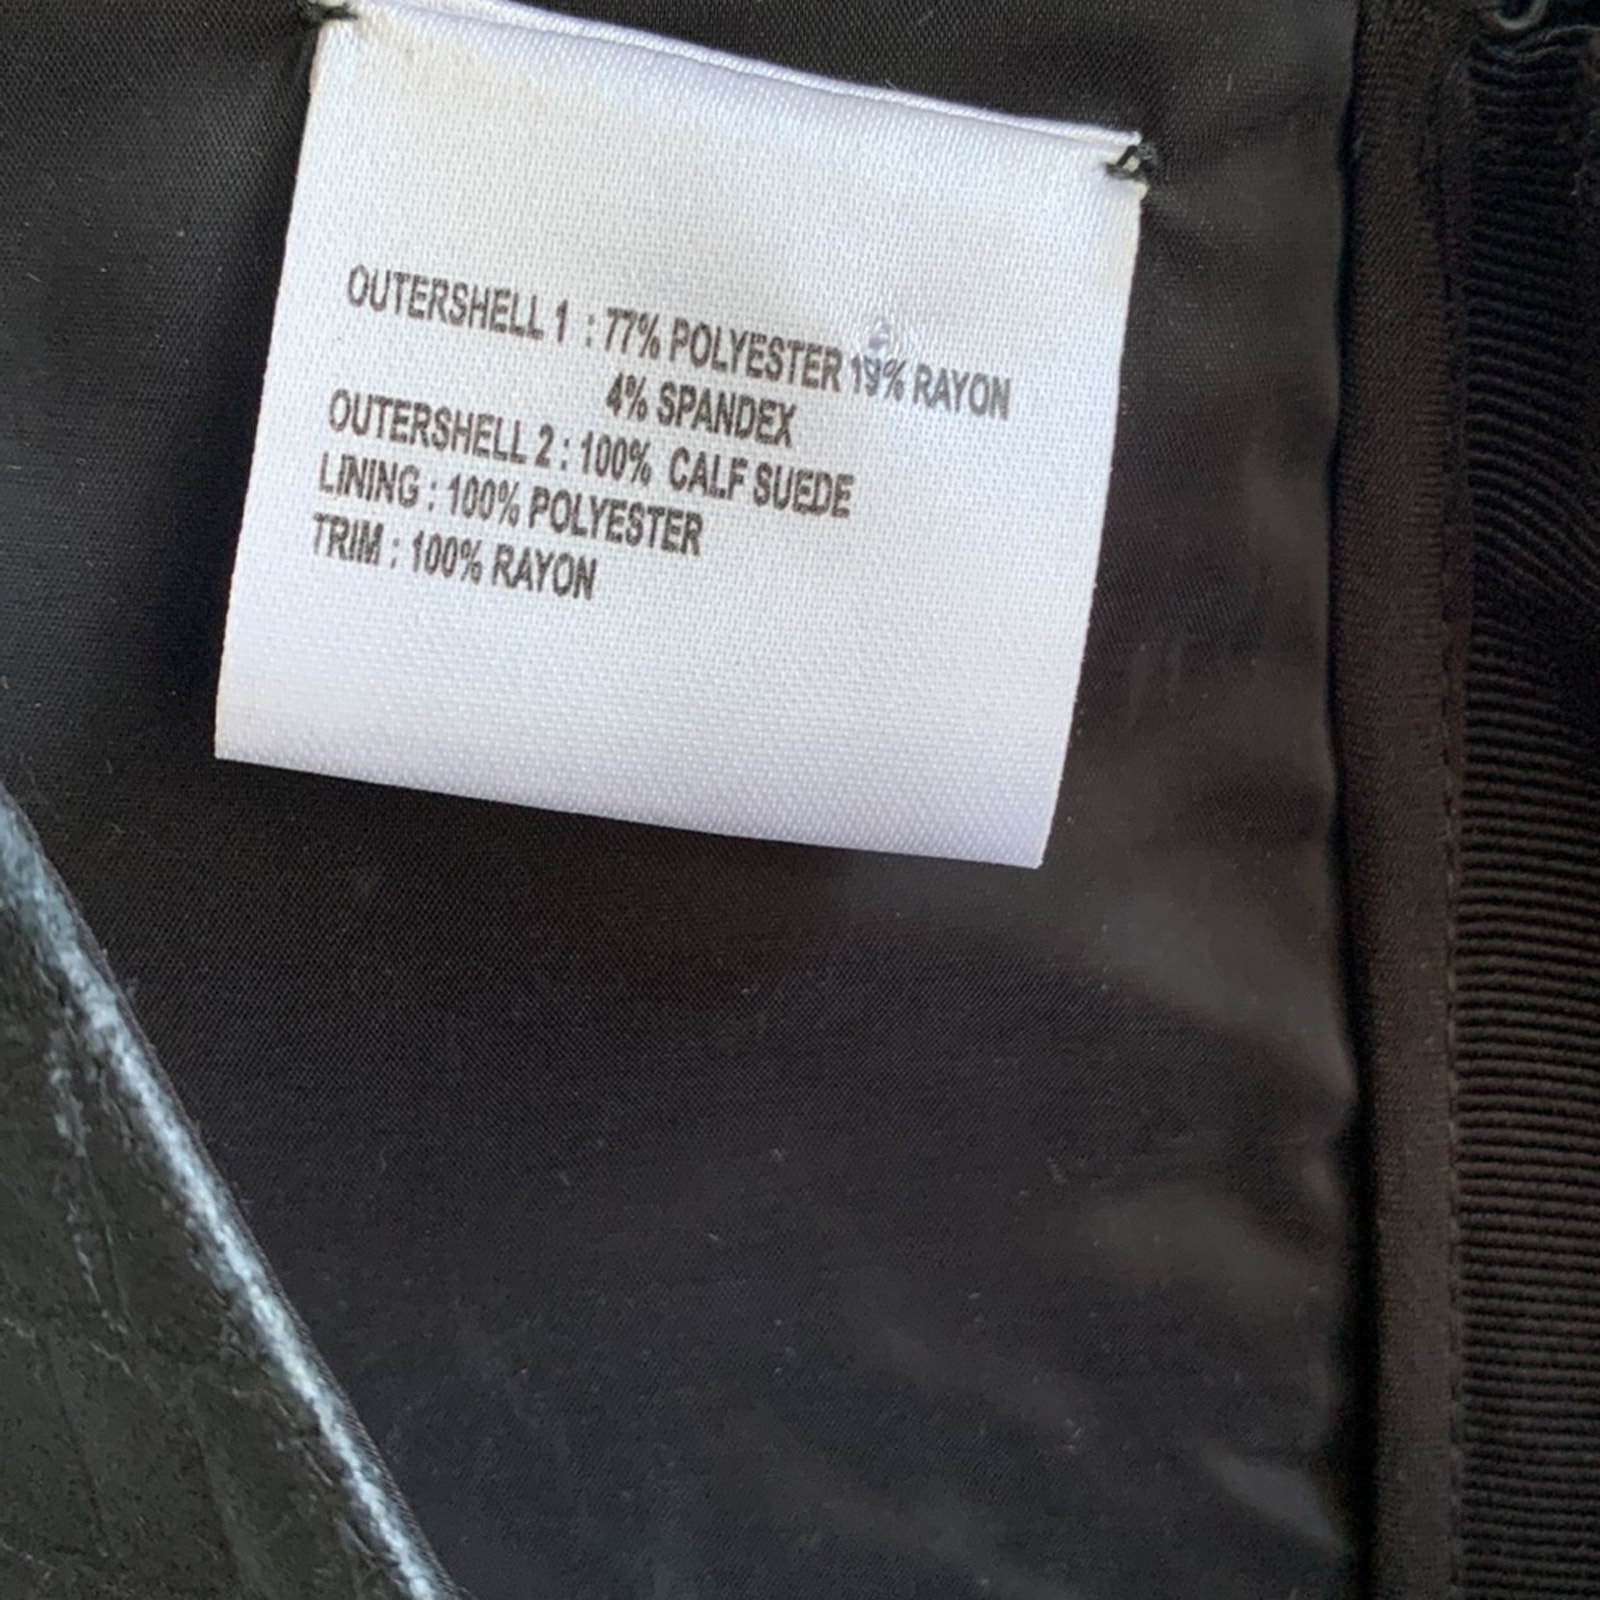 OUTERSHELL 1 : 77% POLYESTER 19% RAYON
4% SPANDEX
OUTERSHELL 2 : 100% CALF SUEDE
LINING : 100% POLYESTER
TRIM : 100% RAYON